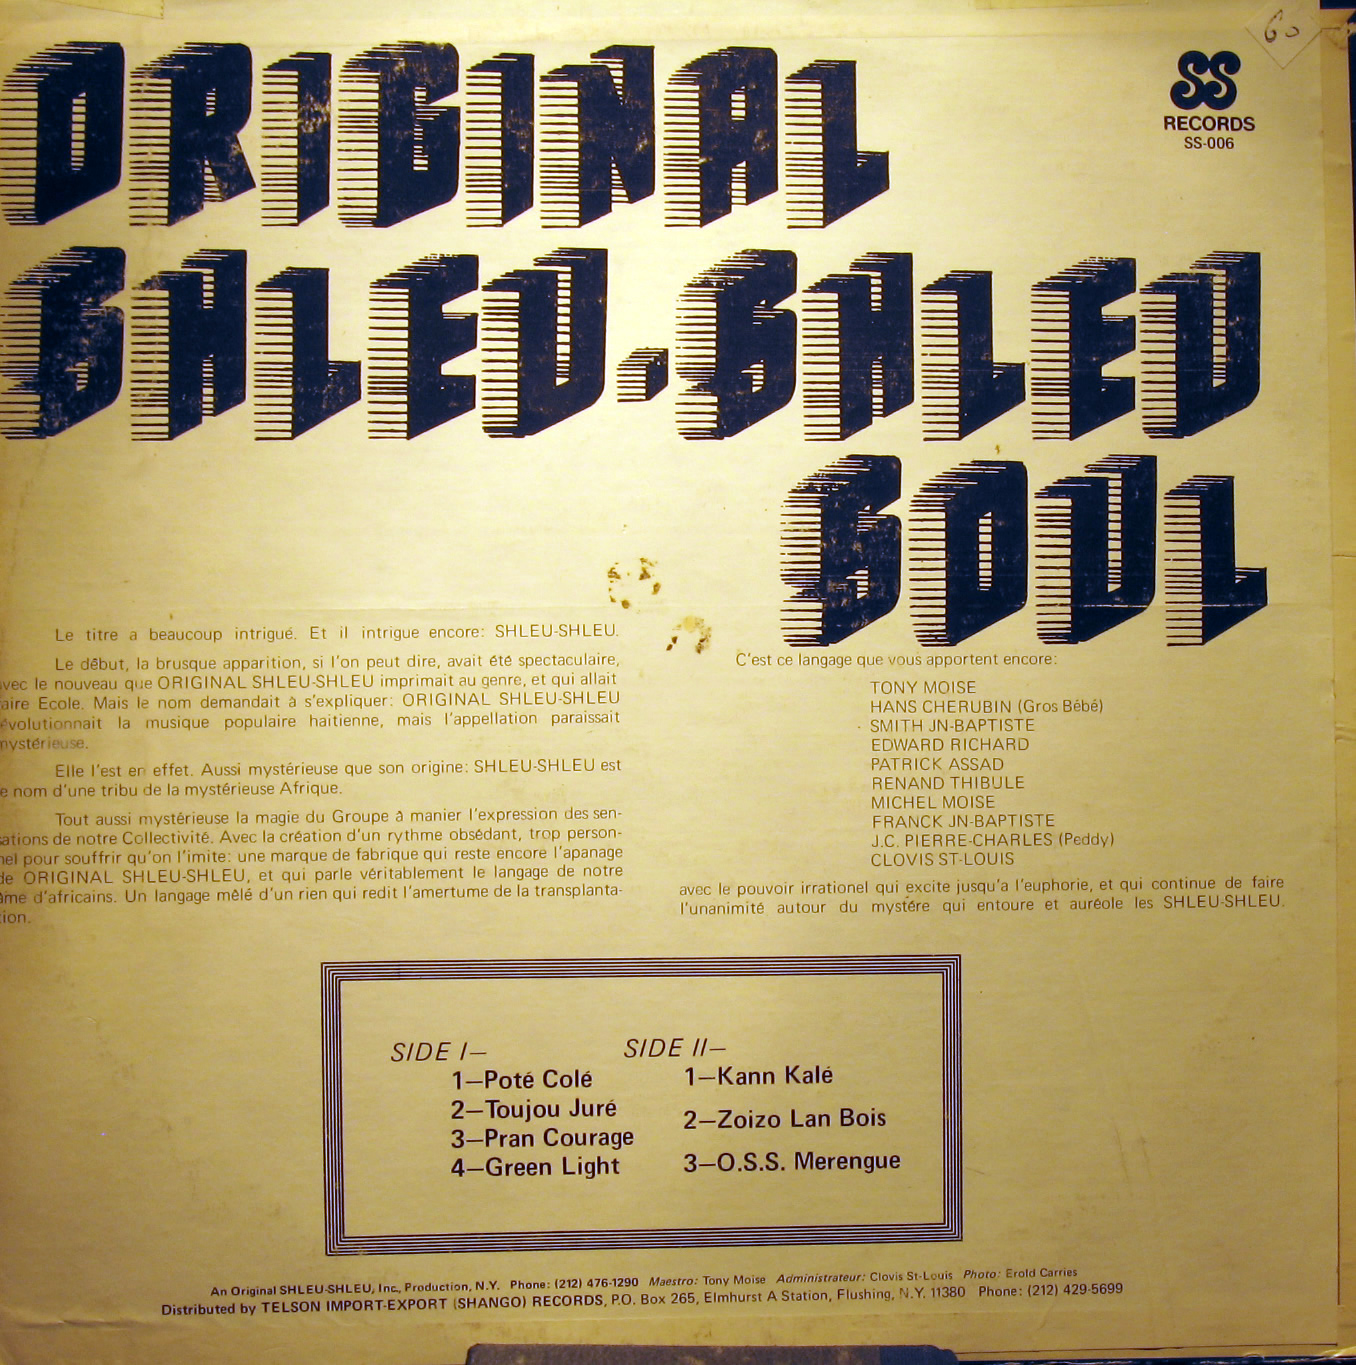 60
ORIGINAL
SHLEU-SHLEU
SOUL
SS
RECORDS
SS-006
Le titre a beaucoup intrigué. Et il intrigue encore: SHLEU-SHLEU.
Le début, la brusque apparition, si l'on peut dire, avait été spectaculaire,
vec le nouveau que ORIGINAL SHLEU-SHLEU imprimait au genre, et qui allait
aire Ecole. Mais le nom demandait à s'expliquer: ORIGINAL SHLEU-SHLEU
évolutionnait la musique populaire haitienne, mais l'appellation paraissait
mystérieuse.
Elle l'est en effet. Aussi mystérieuse que son origine: SHLEU-SHLEU est
e nom d'une tribu de la mystérieuse Afrique.
Tout aussi mystérieuse la magie du Groupe à manier l'expression des sen-
sations de notre Collectivité. Avec la création d'un rythme obsédant, trop person-
nel pour souffrir qu'on l'imite: une marque de fabrique qui reste encore l'apanage
de ORIGINAL SHLEU-SHLEU, et qui parle véritablement le langage de notre
âme d'africains. Un langage mêlé d'un rien qui redit l'amertume de la transplanta-
tion.
C'est ce langage que vous apportent encore:
TONY MOISE
HANS CHERUBIN (Gros Bébé)
SMITH JN-BAPTISTE
EDWARD RICHARD
PATRICK ASSAD
RENAND THIBULE
MICHEL MOISE
FRANCK JN-BAPTISTE
J.C. PIERRE-CHARLES (Peddy)
CLOVIS ST-LOUIS
avec le pouvoir irrationel qui excite jusqu'a l'euphorie, et qui continue de faire
l'unanimité autour du mystère qui entoure et auréole les SHLEU-SHLEU.
SIDE I—
1—Poté Colé
2—Toujou Juré
3—Pran Courage
4—Green Light
SIDE II—
1—Kann Kalé
2—Zoizo Lan Bois
3—O.S.S. Merengue
An Original SHLEU-SHLEU, Inc., Production, N.Y. Phone: (212) 476-1290 Maestro: Tony Moise Administrateur: Clovis St-Louis Photo: Erold Carries
Distributed by TELSON IMPORT-EXPORT (SHANGO) RECORDS, P.O. Box 265, Elmhurst A Station, Flushing, N.Y. 11380 Phone: (212) 429-5699